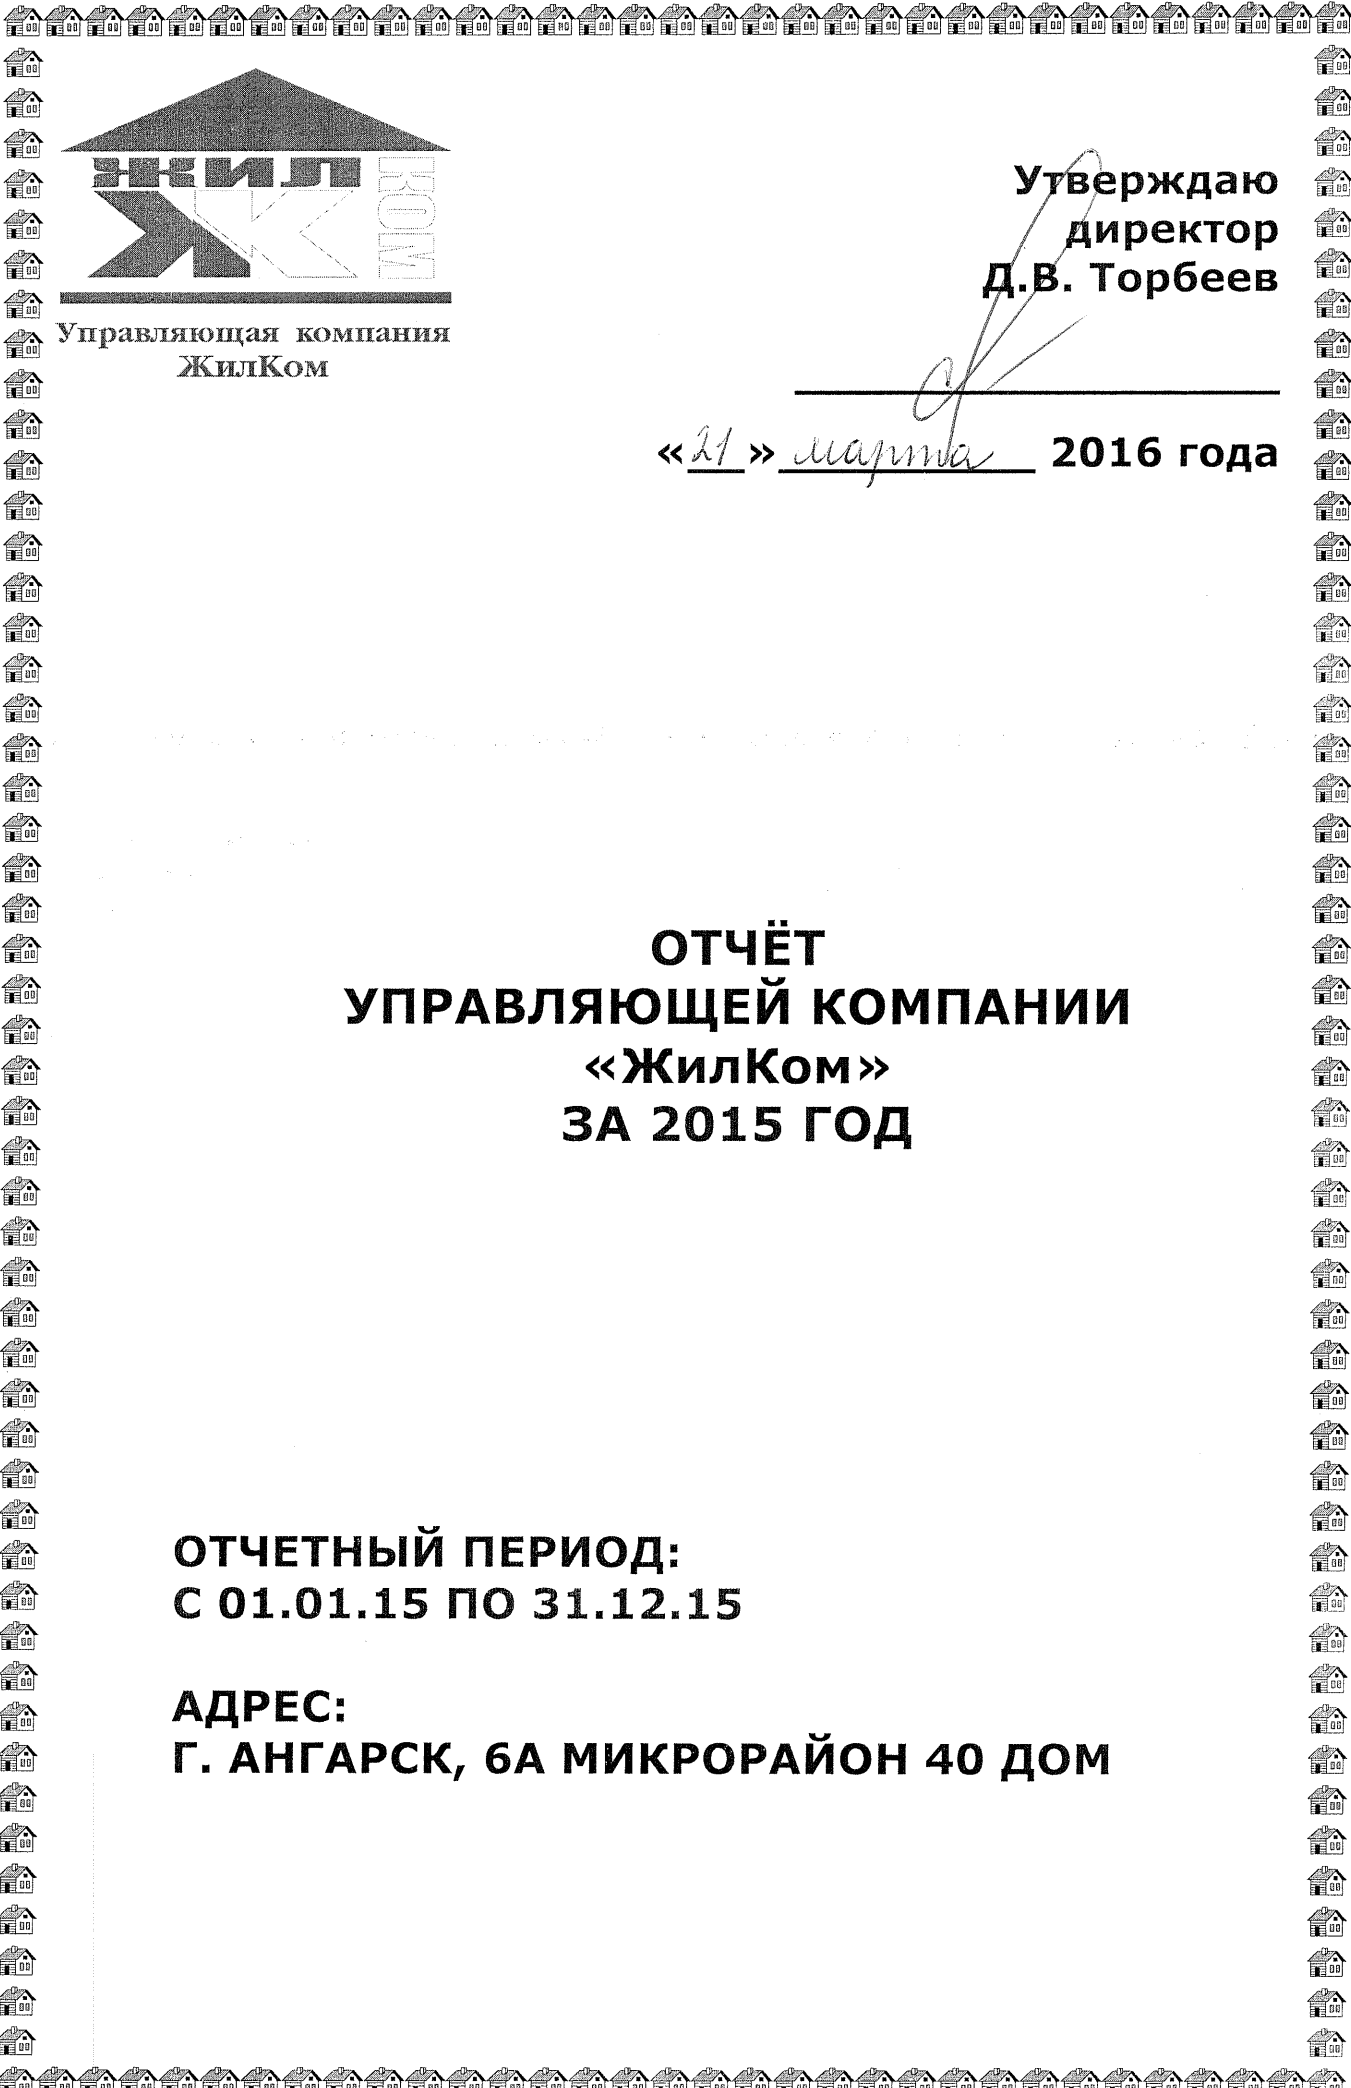 ЖИЛ
КОМ
Управляющая компания
ЖилКом
Утверждаю
директор
Д.В. Торбеев
«21» марта 2016 года
ОТЧЁТ
УПРАВЛЯЮЩЕЙ КОМПАНИИ
«ЖилКом»
ЗА 2015 ГОД
ОТЧЕТНЫЙ ПЕРИОД:
С 01.01.15 ПО 31.12.15
АДРЕС:
Г. АНГАРСК, 6А МИКРОРАЙОН 40 ДОМ